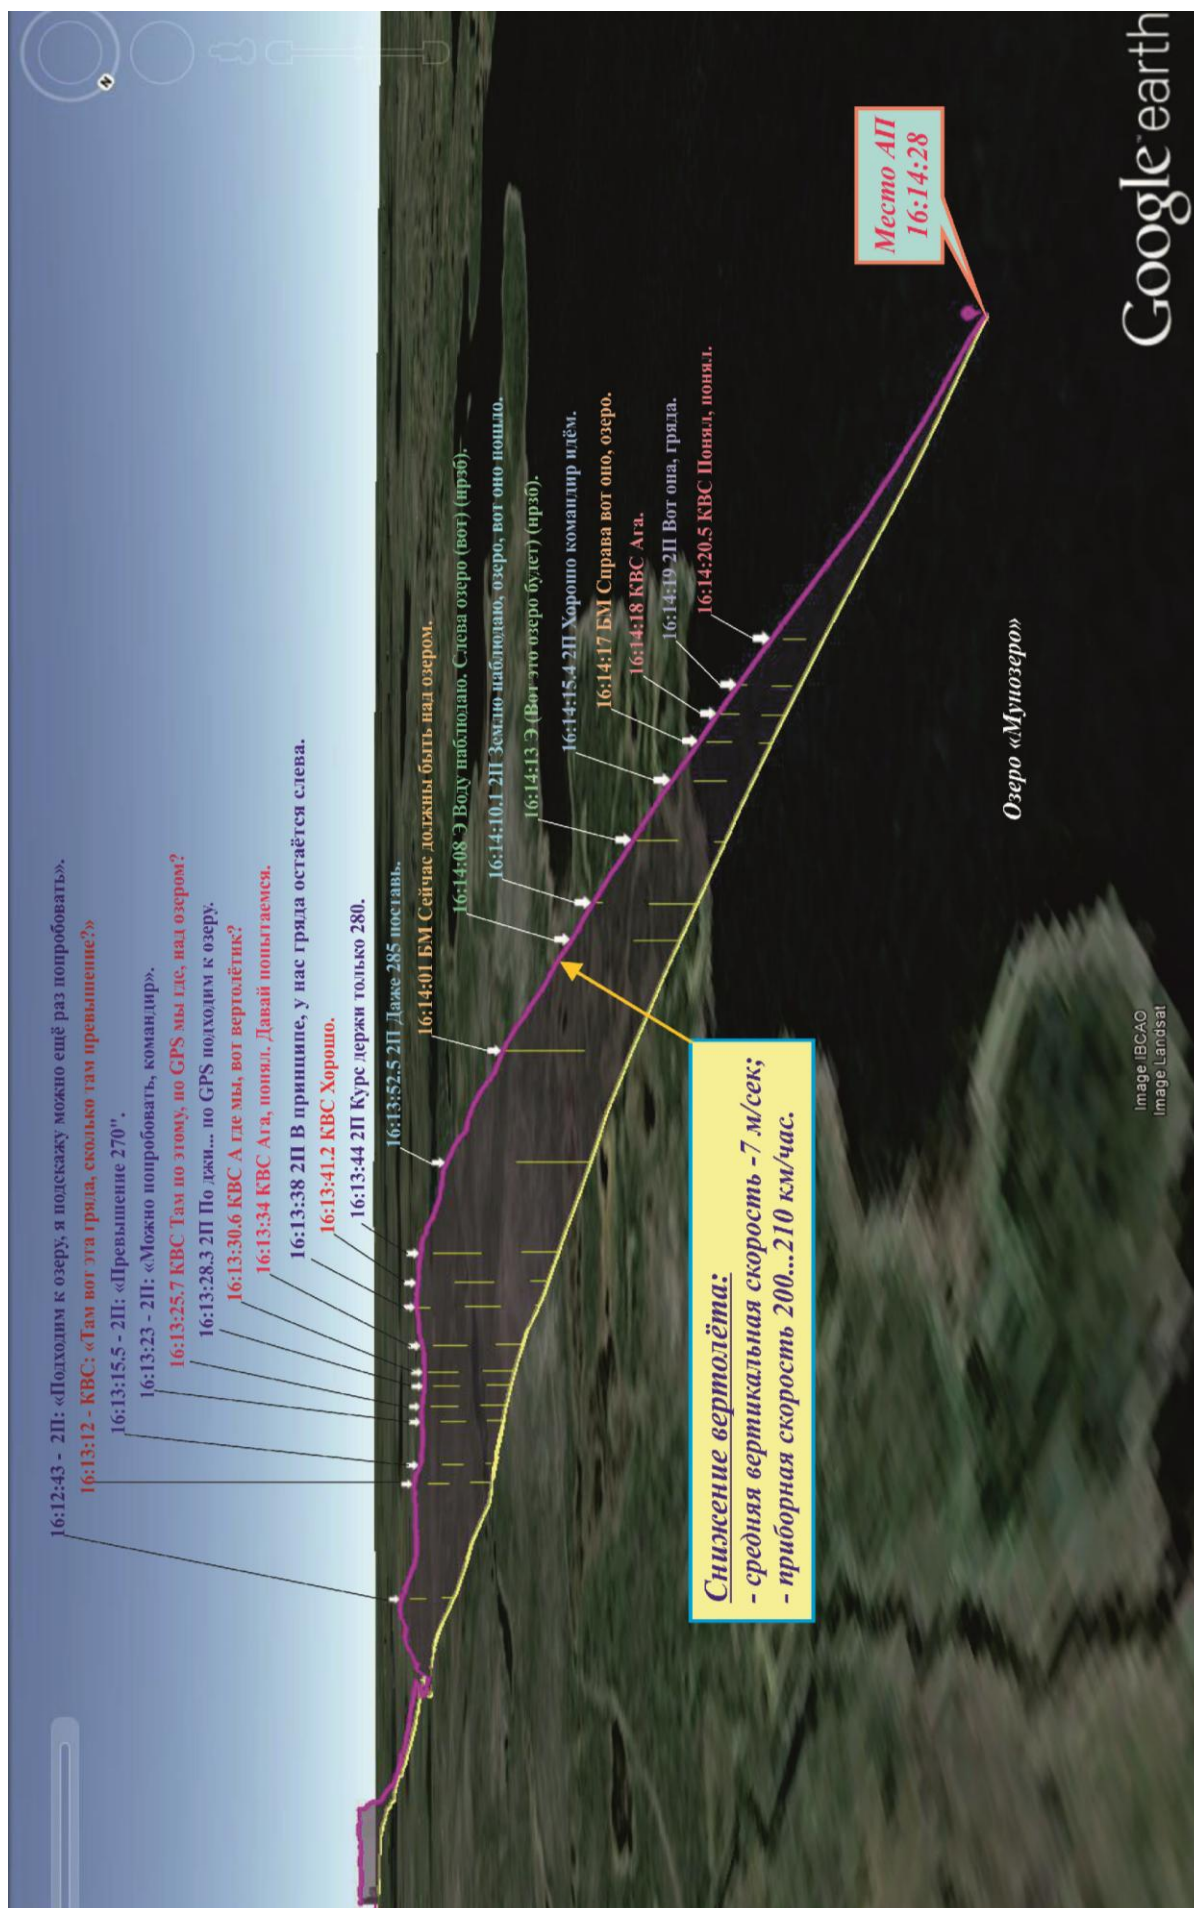 16:12:43 - 2П: «Подходим к озеру, я подскажу можно ещё раз попробовать».
16:13:12 - КВС: «Там вот эта гряда, сколько там превышение?»
16:13:15.5 - 2П: «Превышение 270".
16:13:23 - 2П: «Можно попробовать, командир».
16:13:25.7 КВС Там по этому, по GPS мы где, над озером?
16:13:28.3 2П По джи... по GPS подходим к озеру.
16:13:30.6 КВС А где мы, вот вертолётик?
16:13:34 КВС Ага, понял. Давай попытаемся.
16:13:38 2П В принципе, у нас гряда остаётся слева.
16:13:41.2 КВС Хорошо.
16:13:44 2П Курс держи только 280.
16:13:52.5 2П Даже 285 поставь.
16:14:01 БМ Сейчас должны быть над озером.
16:14:08 Э Воду наблюдаю. Слева озеро (вот) (нрзб).
16:14:10.1 2П Землю наблюдаю, озеро, вот оно пошло.
16:14:13 Э (Вот это озеро будет) (нрзб).
16:14:15.4 2П Хорошо командир идём.
16:14:17 БМ Справа вот оно, озеро.
16:14:18 КВС Ага.
16:14:19 2П Вот она, гряда.
16:14:20.5 КВС Понял, понял.
Место АП
16:14:28
Снижение вертолёта:
- средняя вертикальная скорость -7 м/сек;
- приборная скорость 200...210 км/час.
Озеро «Мунозеро»
Image IBCAO
Image Landsat
Google earth
N